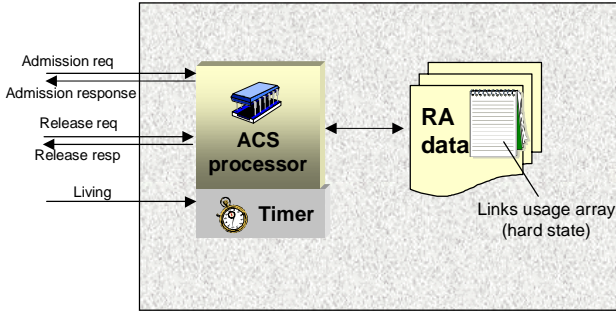 Admission req
Admission response
Release req
Release resp
Living
ACS
processor
Timer
RA
data
Links usage array
(hard state)